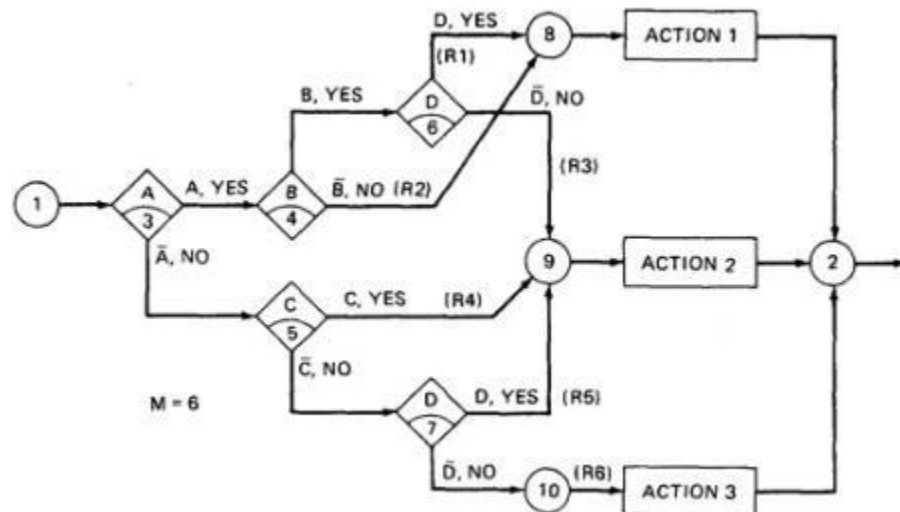 D, YES
(R1)
8
ACTION 1
B, YES
D
6
D̄, NO
(R3)
A, YES
B
4
B̄, NO (R2)
1
A
3
Ā, NO
9
ACTION 2
2
C
5
C, YES
(R4)
C̄, NO
M = 6
D
7
D, YES
(R5)
D̄, NO
10
(R6)
ACTION 3